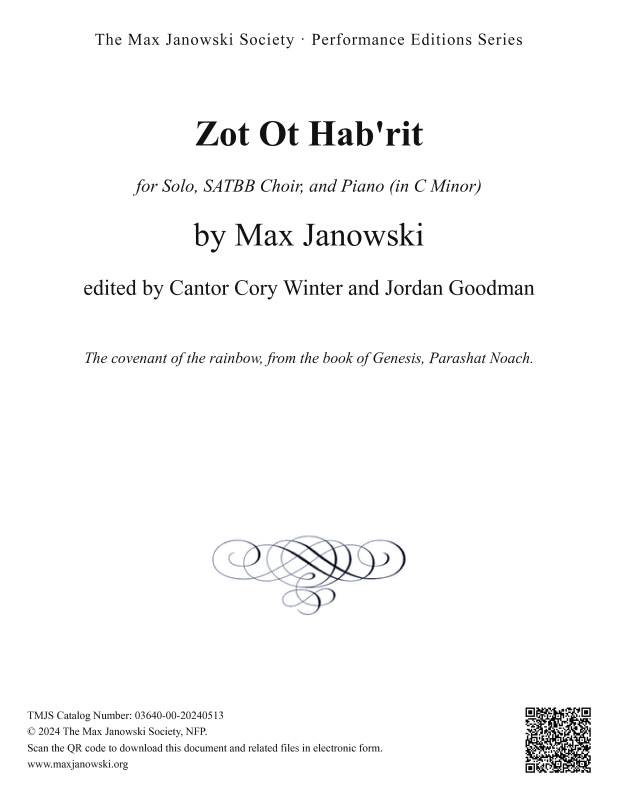 The Max Janowski Society · Performance Editions Series
Zot Ot Hab'rit
for Solo, SATBB Choir, and Piano (in C Minor)
by Max Janowski
edited by Cantor Cory Winter and Jordan Goodman
The covenant of the rainbow, from the book of Genesis, Parashat Noach.
TMJS Catalog Number: 03640-00-20240513
© 2024 The Max Janowski Society, NFP.
Scan the QR code to download this document and related files in electronic form.
www.maxjanowski.org